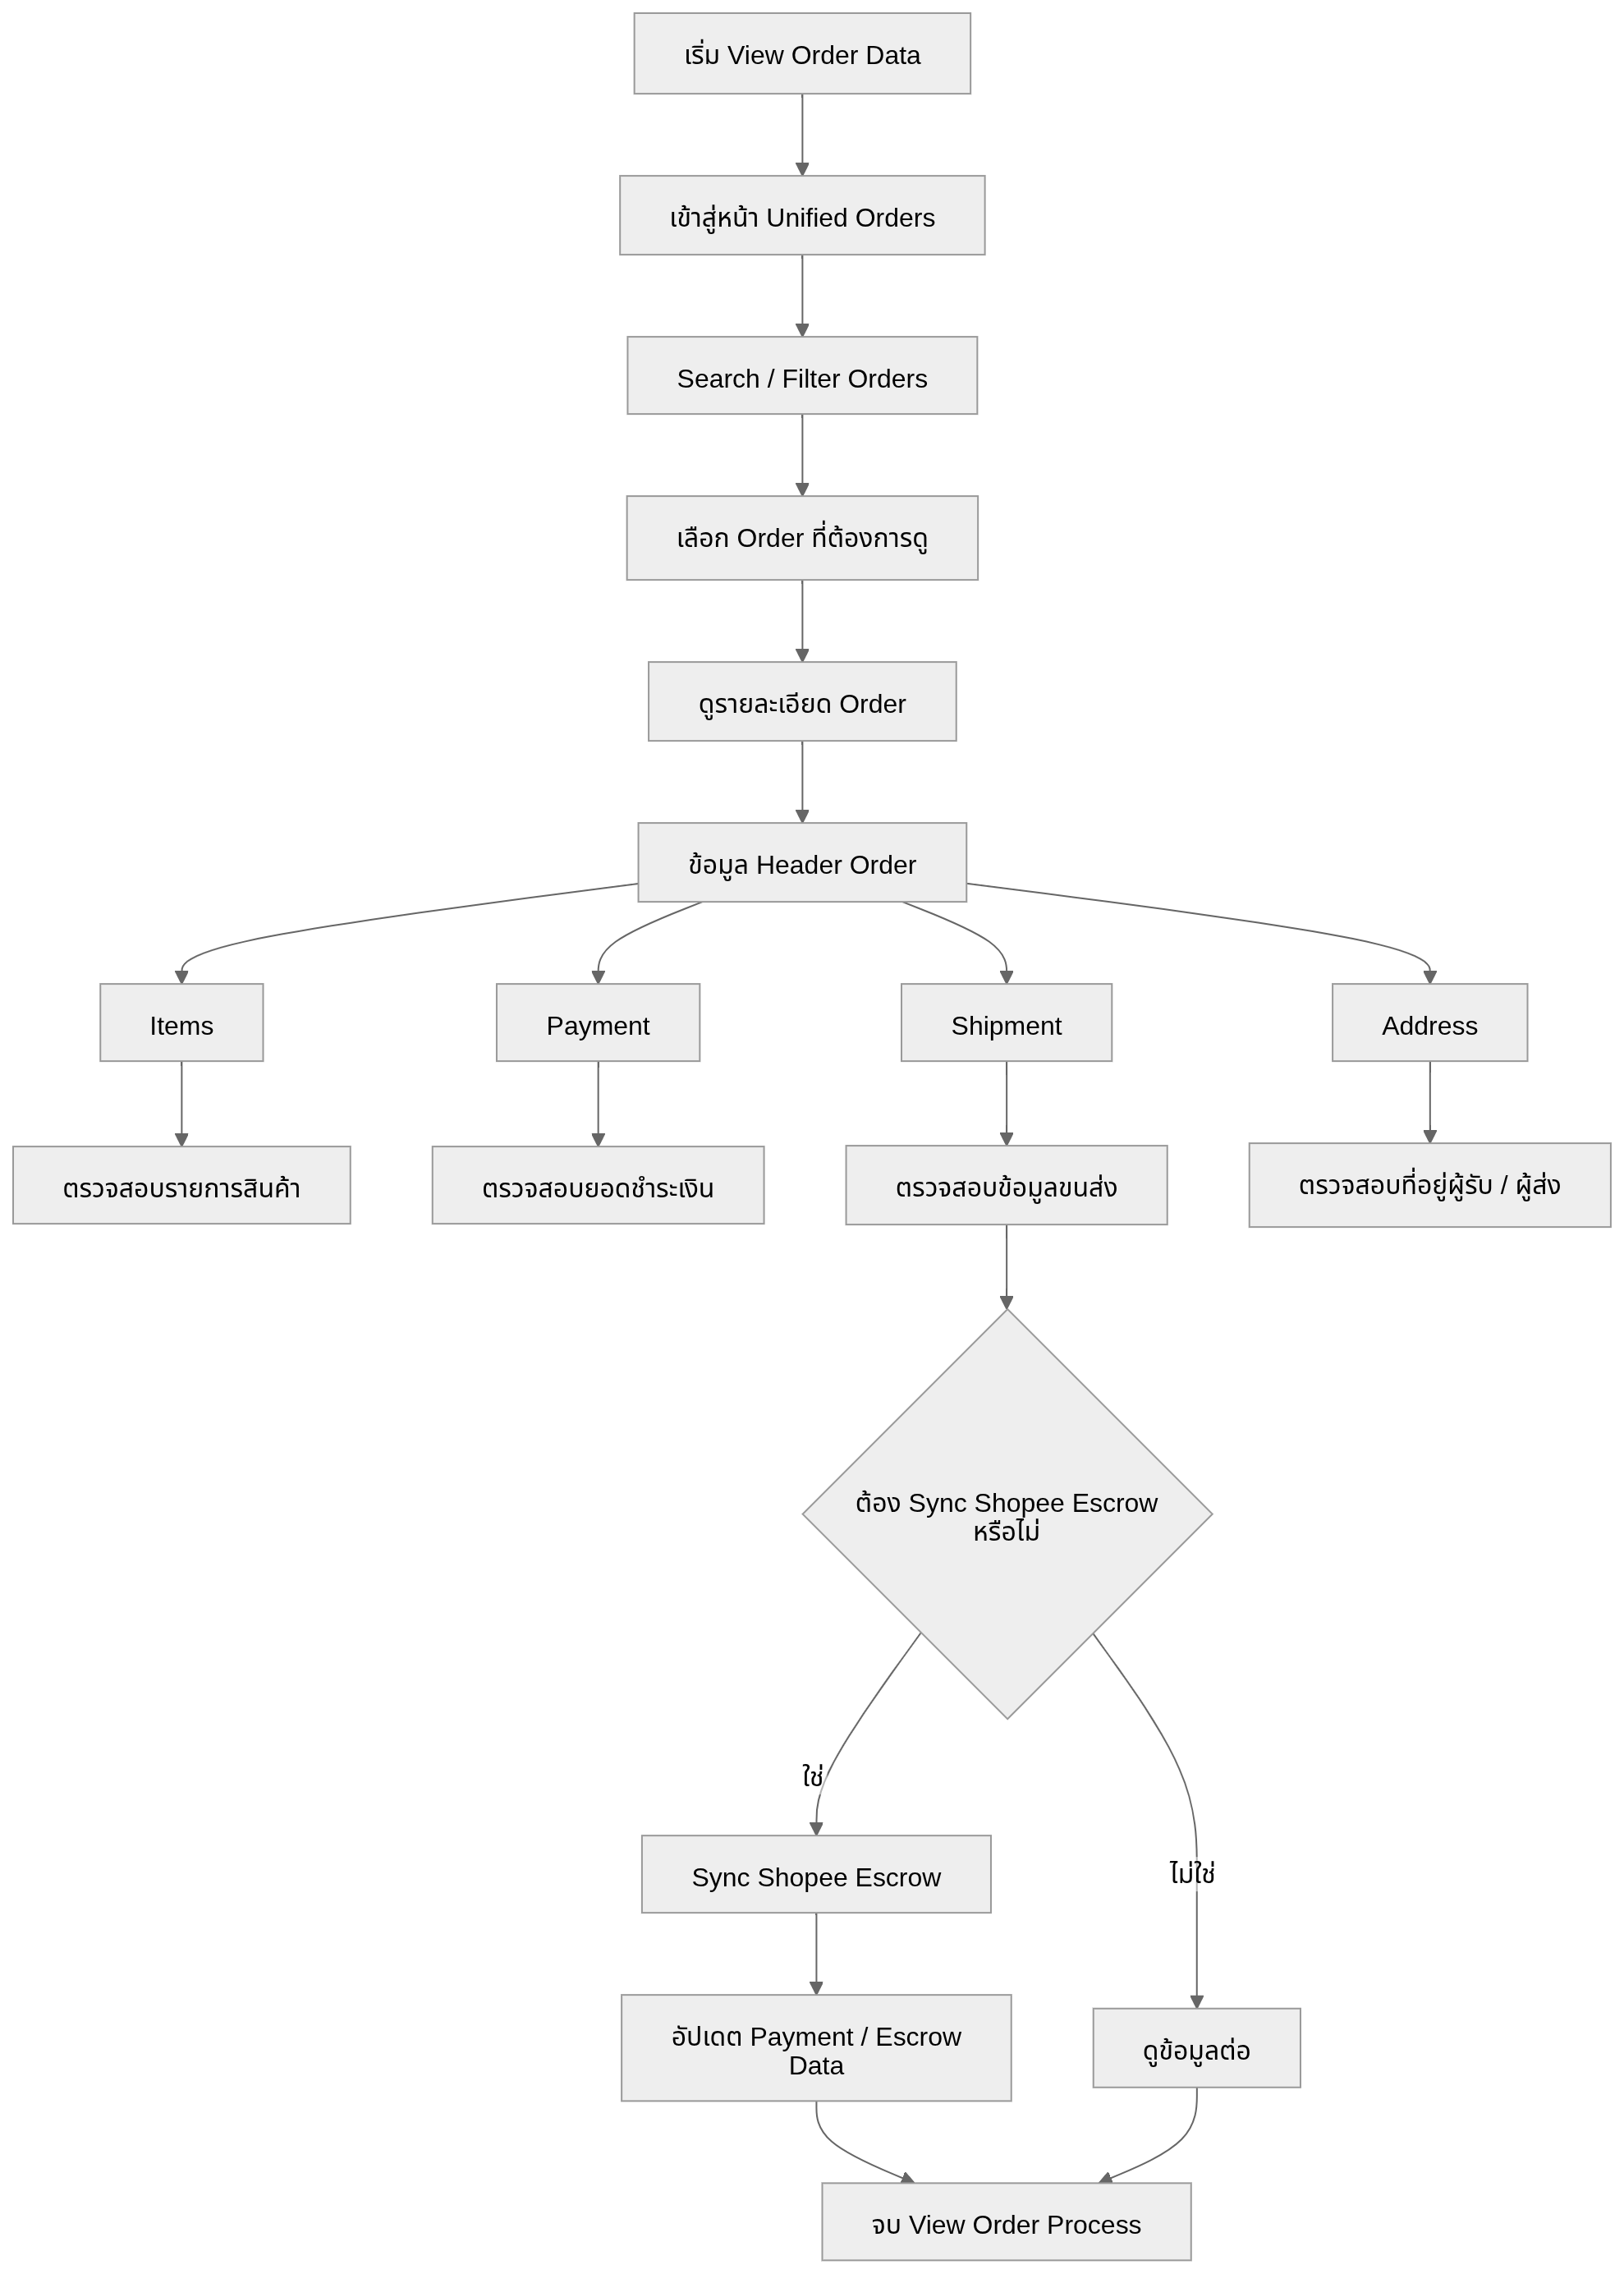 เริ่ม View Order Data
เข้าสู่หน้า Unified Orders
Search / Filter Orders
เลือก Order ที่ต้องการดู
ดูรายละเอียด Order
ข้อมูล Header Order
Items
Payment
Shipment
Address
ตรวจสอบรายการสินค้า
ตรวจสอบยอดชำระเงิน
ตรวจสอบข้อมูลขนส่ง
ตรวจสอบที่อยู่ผู้รับ / ผู้ส่ง
ต้อง Sync Shopee Escrow
หรือไม่
ใช่
Sync Shopee Escrow
ไม่ใช่
อัปเดต Payment / Escrow
Data
ดูข้อมูลต่อ
จบ View Order Process